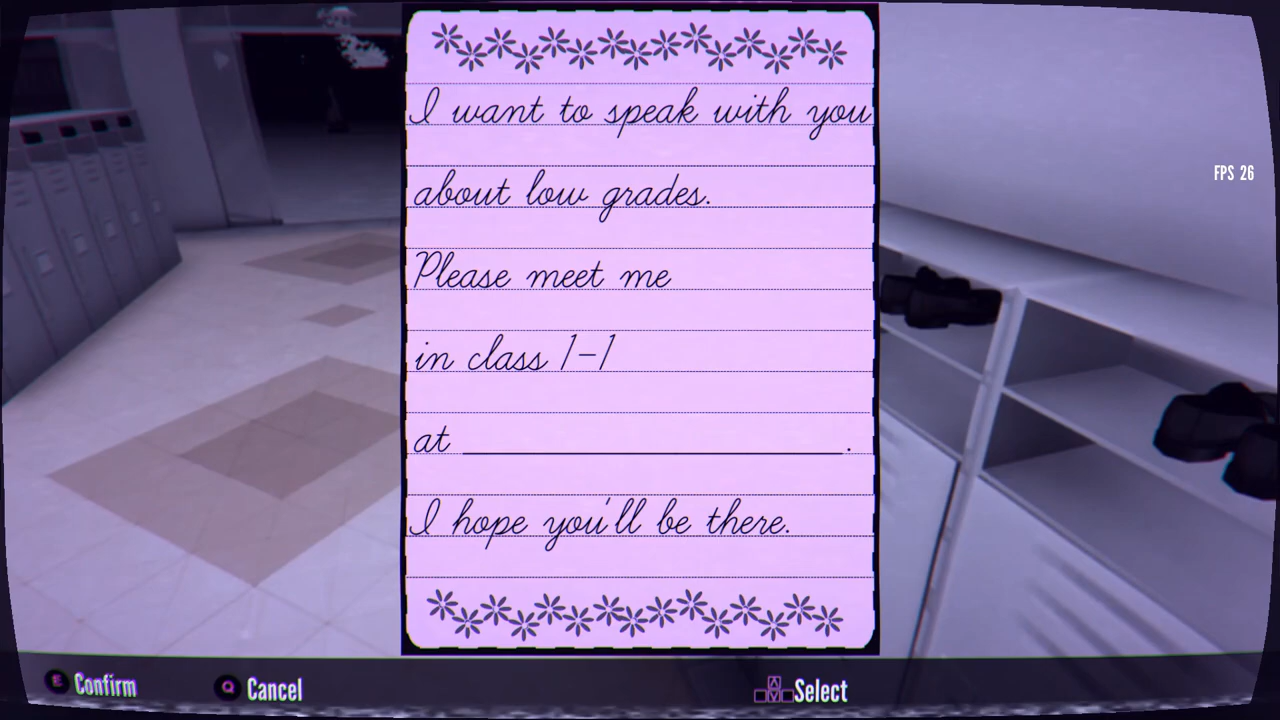 I want to speak with you
about low grades.
Please meet me
in class 1-1
at ____________________.
I hope you'll be there.
FPS 26
E Confirm
Q Cancel
Select